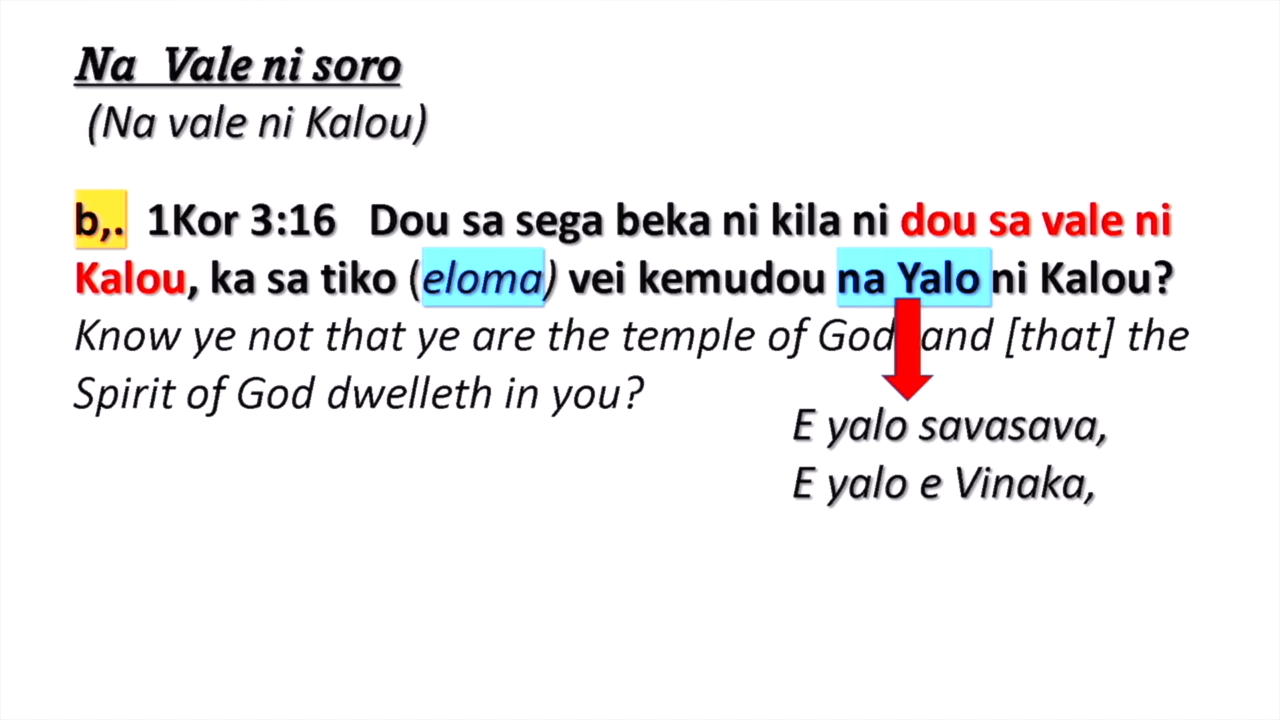 Na Vale ni soro
(Na vale ni Kalou)
b,. 1Kor 3:16 Dou sa sega beka ni kila ni dou sa vale ni
Kalou, ka sa tiko (eloma) vei kemudou na Yalo ni Kalou?
Know ye not that ye are the temple of God and [that] the
Spirit of God dwelleth in you?
E yalo savasava,
E yalo e Vinaka,